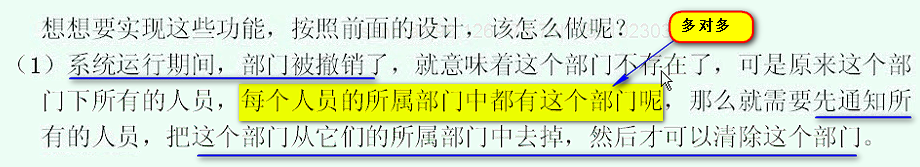 想想要实现这些功能，按照前面的设计，该怎么做呢？
多对多
（1）系统运行期间，部门被撤销了，就意味着这个部门不存在了，可是原来这个部
门下所有的人员，每个人员的所属部门中都有这个部门呢，那么就需要先通知所
有的人员，把这个部门从它们的所属部门中去掉，然后才可以清除这个部门。